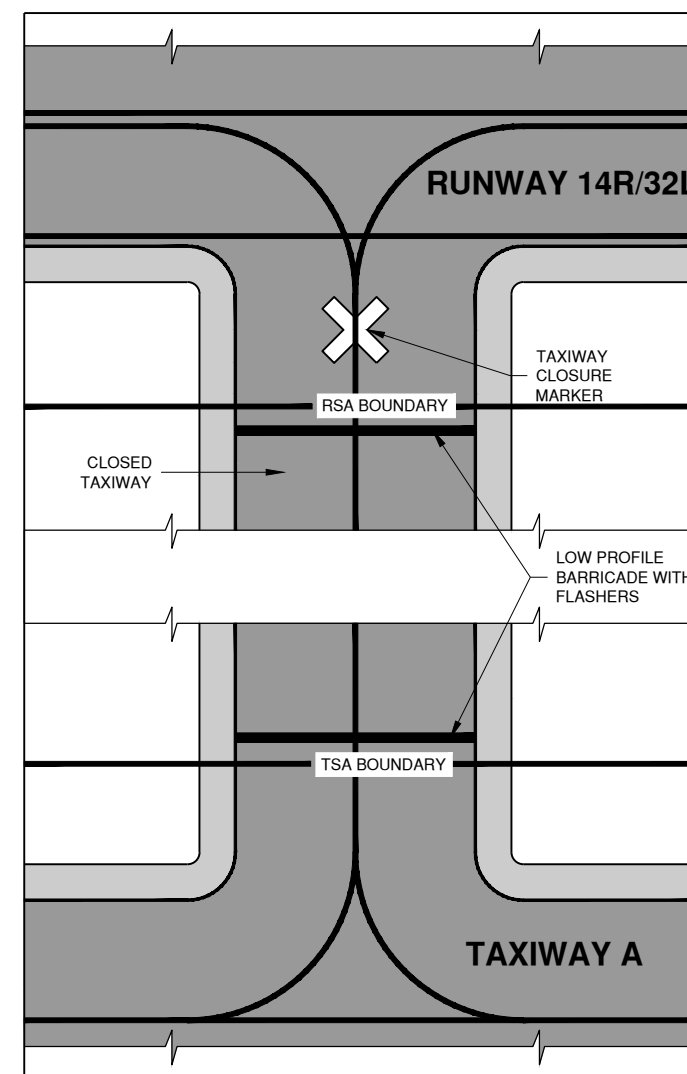 RUNWAY 14R/32L
TAXIWAY
CLOSURE
MARKER
RSA BOUNDARY
CLOSED
TAXIWAY
LOW PROFILE
BARRICADE WITH
FLASHERS
TSA BOUNDARY
TAXIWAY A